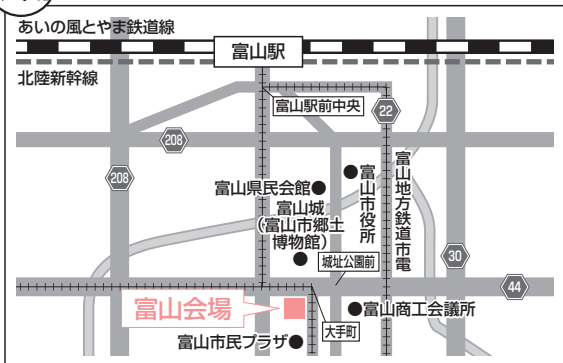 あいの風とやま鉄道線
富山駅
北陸新幹線
富山駅前中央
22
208
208
富山県民会館
富山市役所
富山地方鉄道市電
富山城
(富山市郷土
博物館)
城址公園前
30
44
富山会場
富山商工会議所
大手町
富山市民プラザ